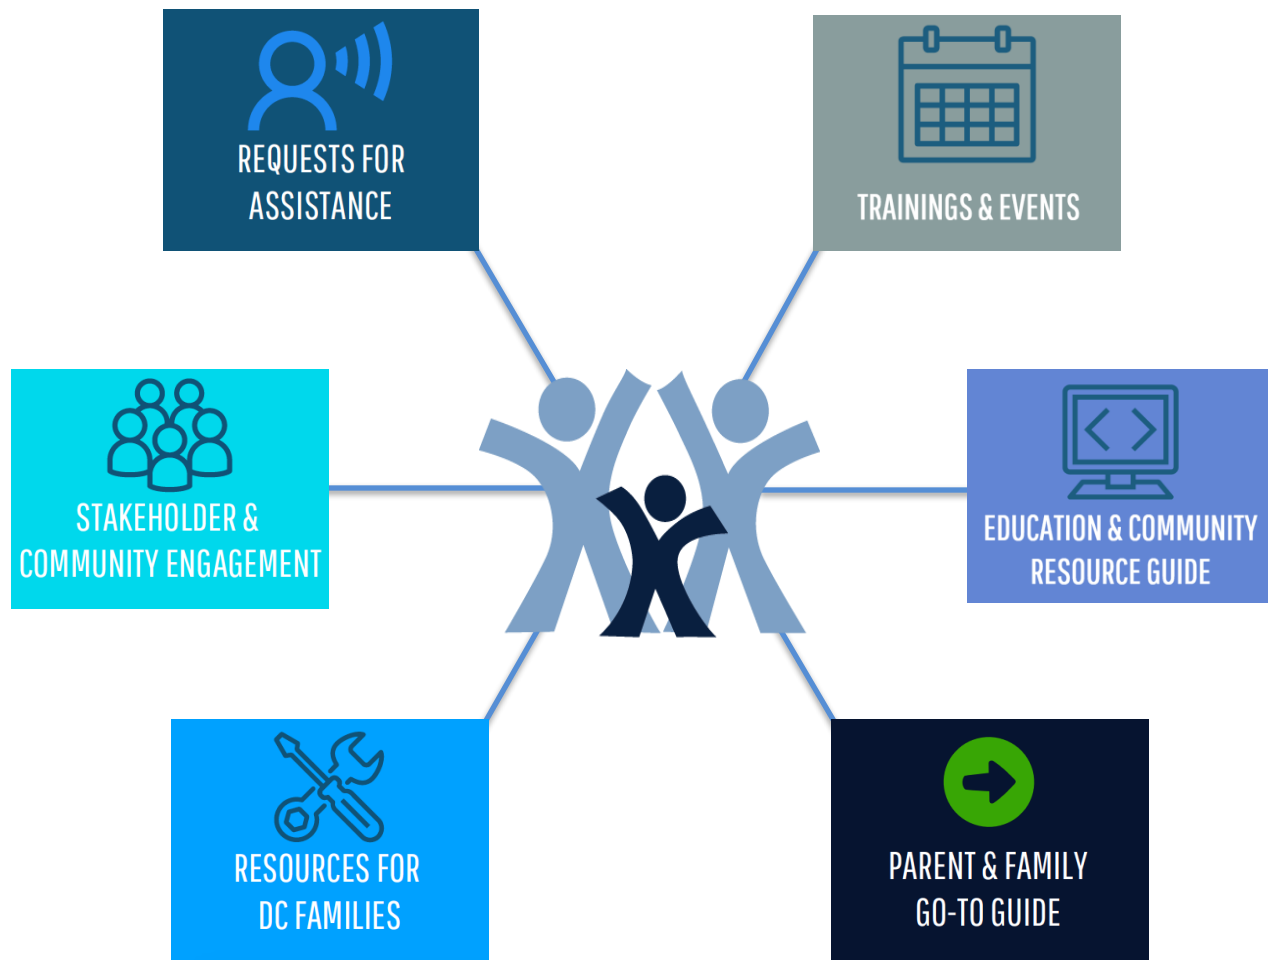 REQUESTS FOR
ASSISTANCE
TRAININGS & EVENTS
STAKEHOLDER &
COMMUNITY ENGAGEMENT
EDUCATION & COMMUNITY
RESOURCE GUIDE
RESOURCES FOR
DC FAMILIES
PARENT & FAMILY
GO-TO GUIDE